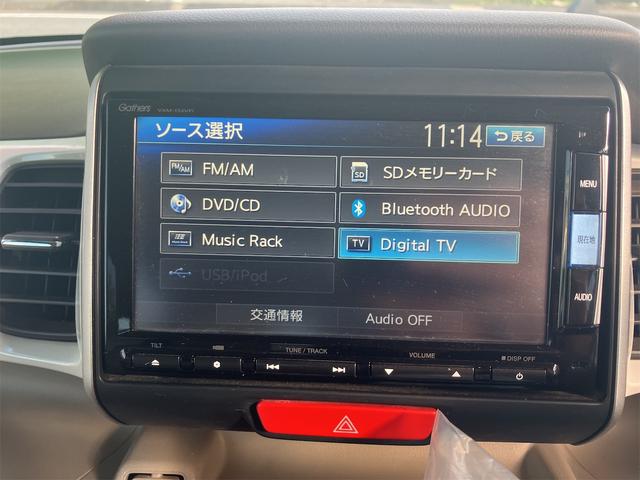 Gathers
ソース選択
11:14
戻る
FM/AM
FM/AM
SD
SDメモリーカード
DVD/CD
Bluetooth AUDIO
Music Rack
TV
Digital TV
USB/iPod
交通情報
Audio OFF
MENU
現在地
AUDIO
TILT
TUNE / TRACK
VOLUME
DISP OFF